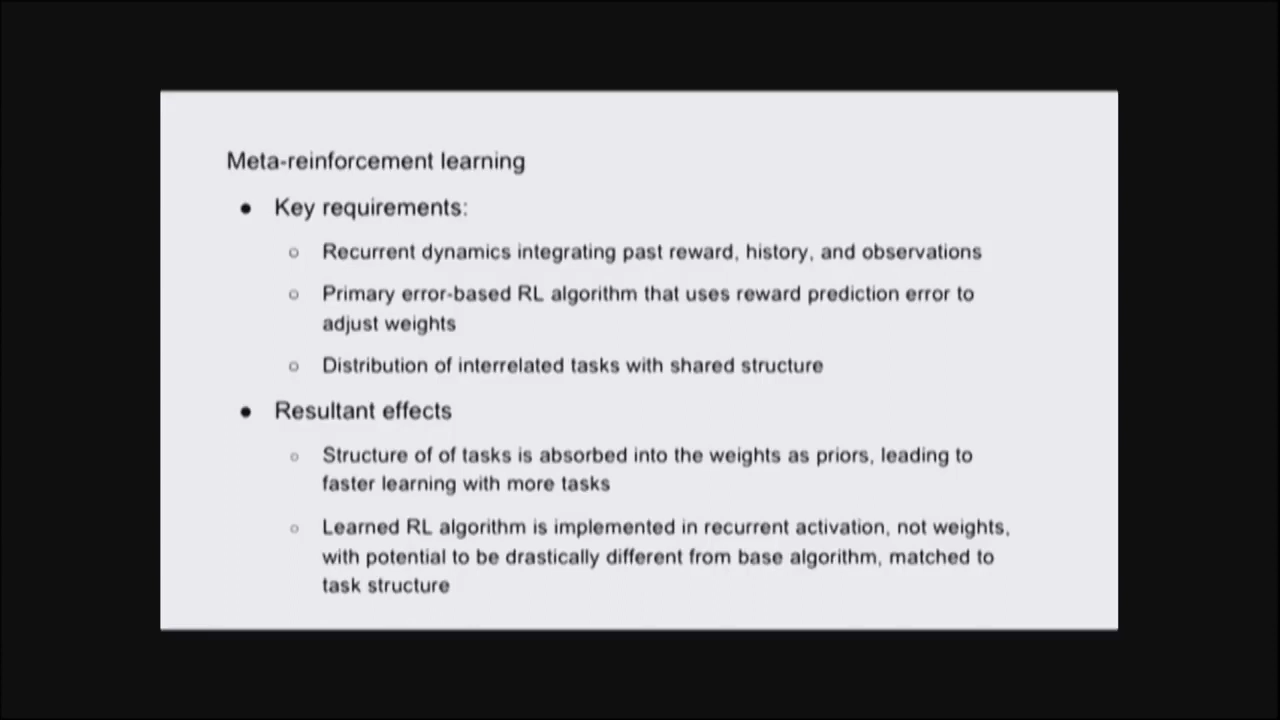 Meta-reinforcement learning
● Key requirements:
○ Recurrent dynamics integrating past reward, history, and observations
○ Primary error-based RL algorithm that uses reward prediction error to
adjust weights
○ Distribution of interrelated tasks with shared structure
● Resultant effects
○ Structure of of tasks is absorbed into the weights as priors, leading to
faster learning with more tasks
○ Learned RL algorithm is implemented in recurrent activation, not weights,
with potential to be drastically different from base algorithm, matched to
task structure